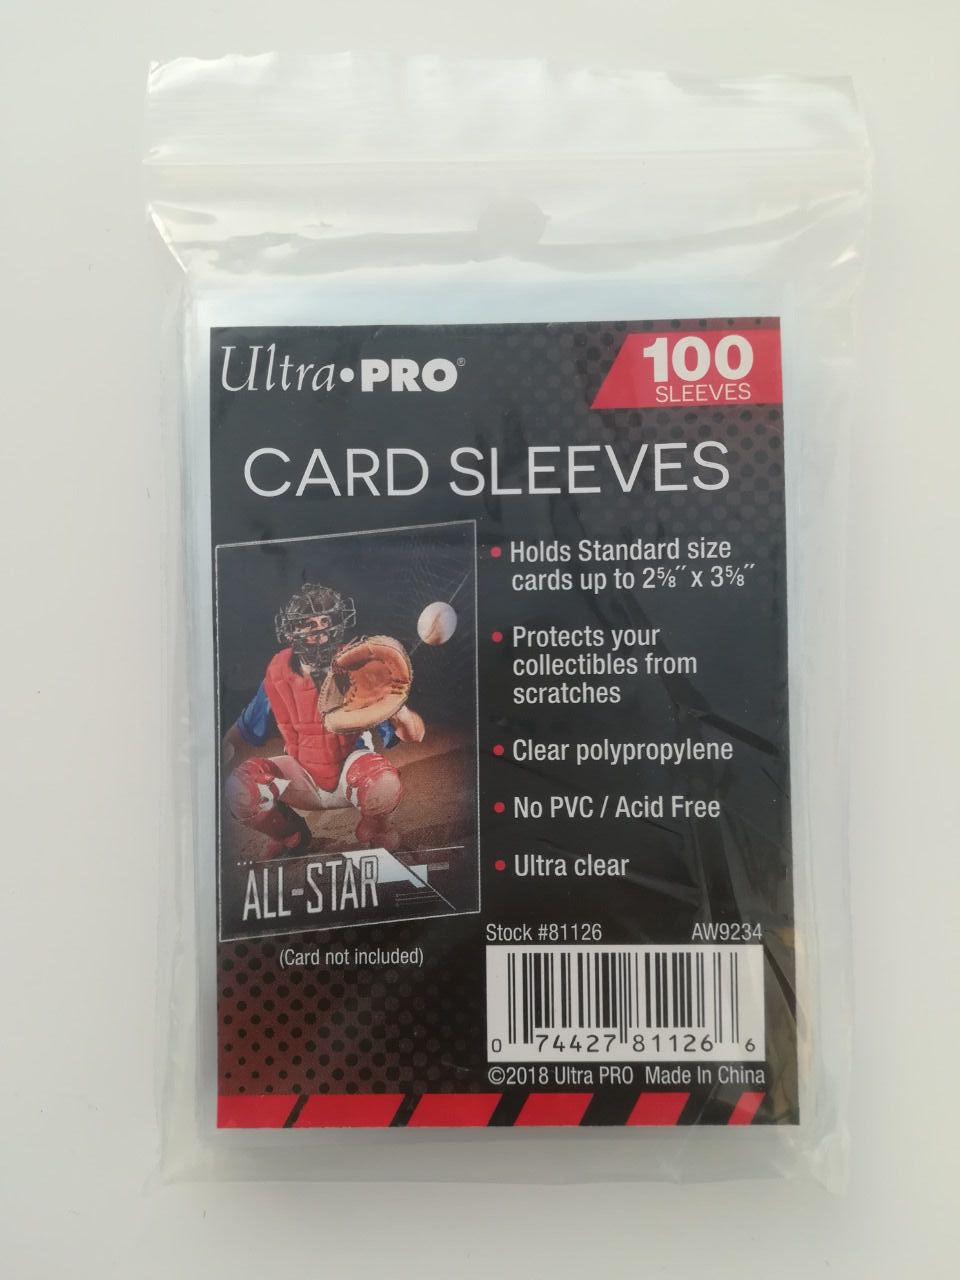 Ultra•PRO®
100
SLEEVES
CARD SLEEVES
• Holds Standard size
cards up to 2⅝″ x 3⅝″
• Protects your
collectibles from
scratches
• Clear polypropylene
• No PVC / Acid Free
• Ultra clear
ALL-STAR
(Card not included)
Stock #81126 AW9234
0 74427 81126 6
©2018 Ultra PRO Made In China